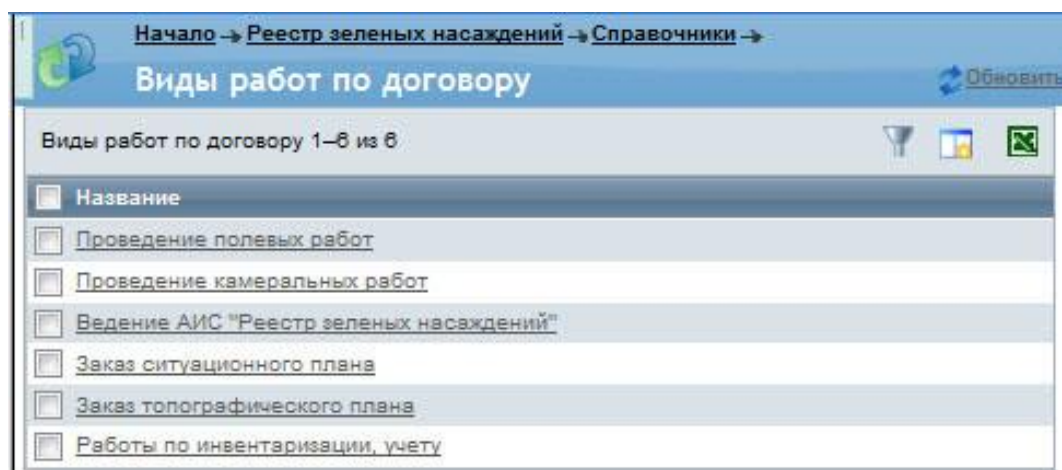 Начало → Реестр зеленых насаждений → Справочники →
Виды работ по договору
Обновить
Виды работ по договору 1–6 из 6
Название
Проведение полевых работ
Проведение камеральных работ
Ведение АИС "Реестр зеленых насаждений"
Заказ ситуационного плана
Заказ топографического плана
Работы по инвентаризации, учету